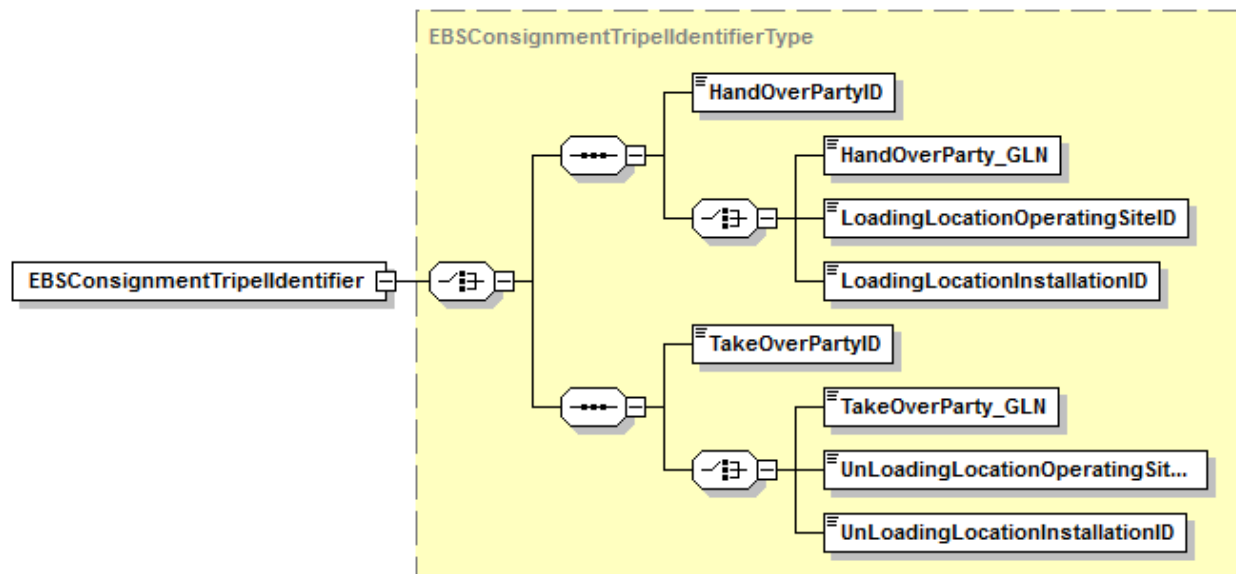 EBSConsignmentTripelIdentifierType
HandOverPartyID
HandOverParty_GLN
LoadingLocationOperatingSiteID
LoadingLocationInstallationID
EBSConsignmentTripelIdentifier
TakeOverPartyID
TakeOverParty_GLN
UnLoadingLocationOperatingSit...
UnLoadingLocationInstallationID